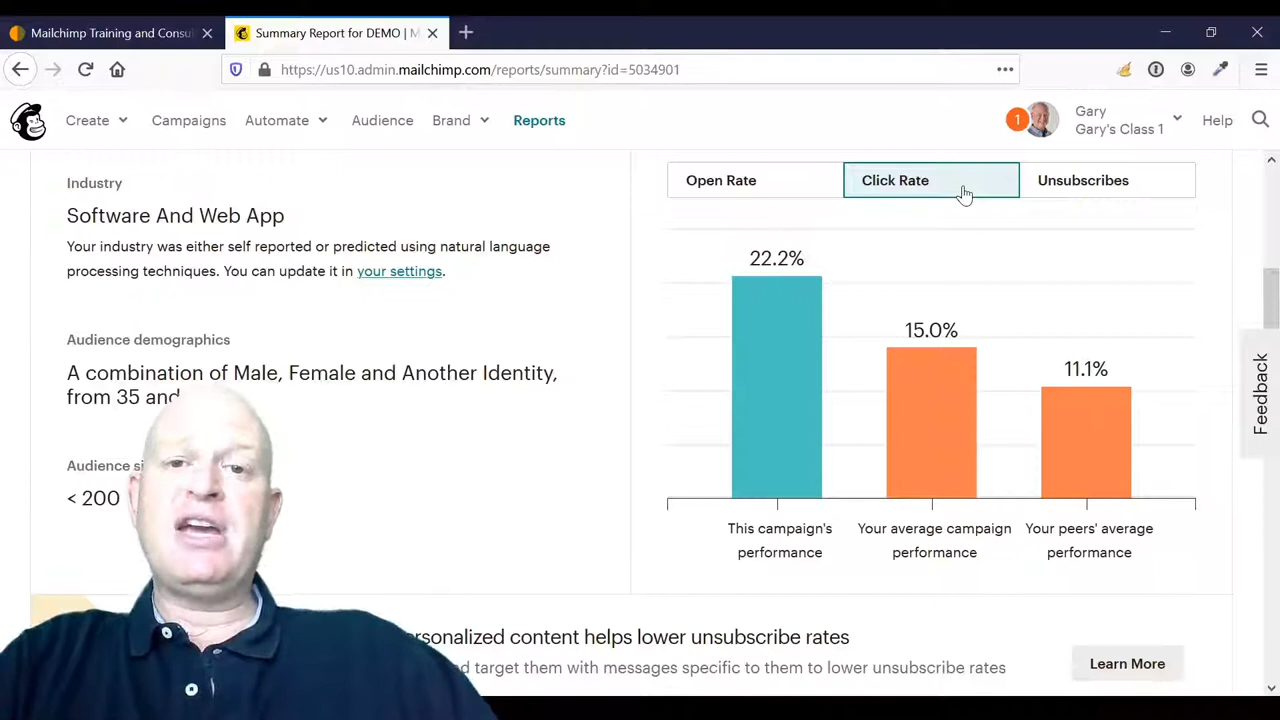 Mailchimp Training and Consul
Summary Report for DEMO | M
https://us10.admin.mailchimp.com/reports/summary?id=5034901
Create
Campaigns
Automate
Audience
Brand
Reports
1
Gary
Gary's Class 1
Help
Industry
Software And Web App
Your industry was either self reported or predicted using natural language
processing techniques. You can update it in your settings.
Audience demographics
A combination of Male, Female and Another Identity,
from 35 and
Audience si
< 200
Open Rate
Click Rate
Unsubscribes
22.2%
15.0%
11.1%
This campaign's
performance
Your average campaign
performance
Your peers' average
performance
Feedback
ersonalized content helps lower unsubscribe rates
d target them with messages specific to them to lower unsubscribe rates
Learn More